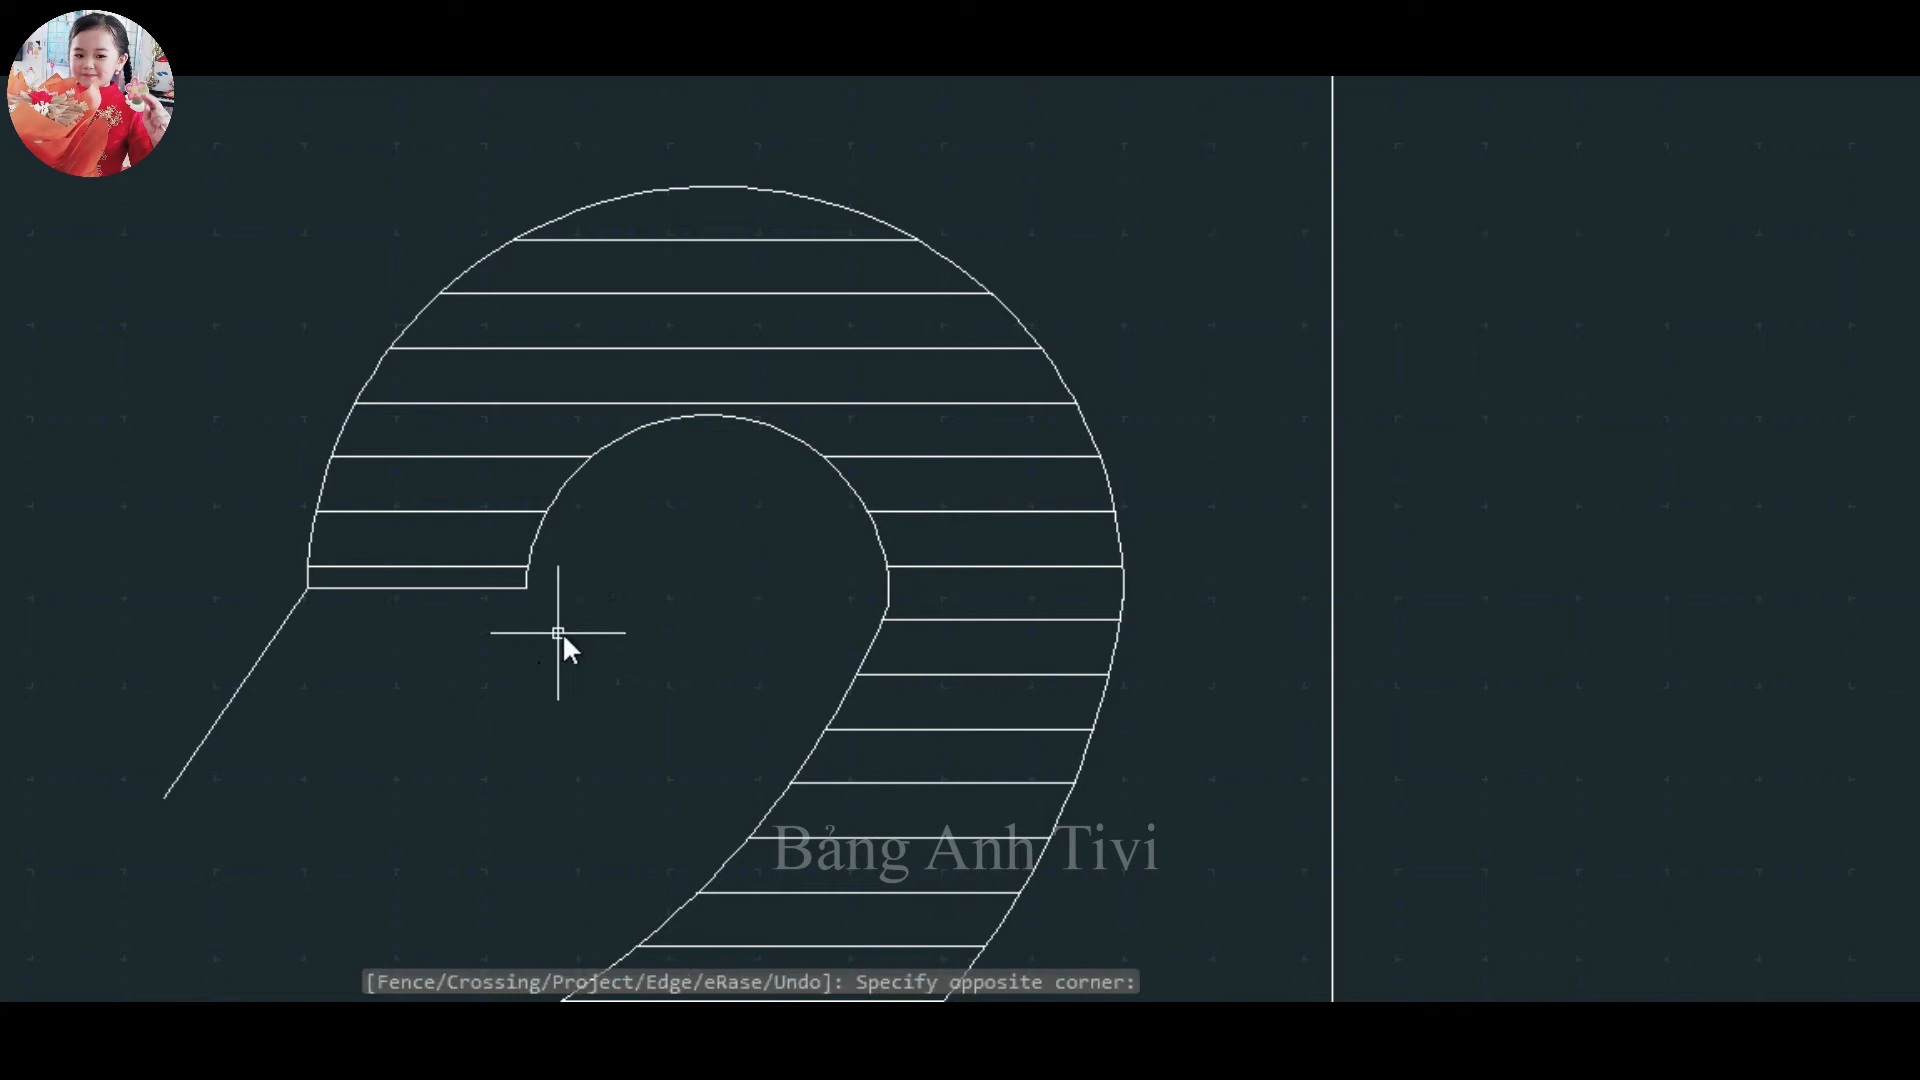 Bảng Anh Tivi
[Fence/Crossing/Project/Edge/eRase/Undo]: Specify opposite corner: